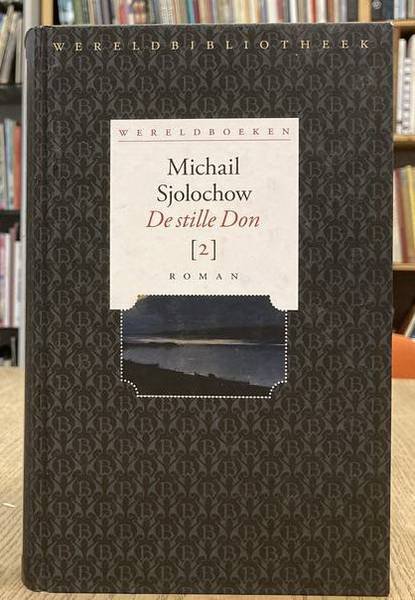 WERELDBIBLIOTHEEK
WERELDBOEKEN
Michail
Sjolochow
De stille Don
[2]
ROMAN